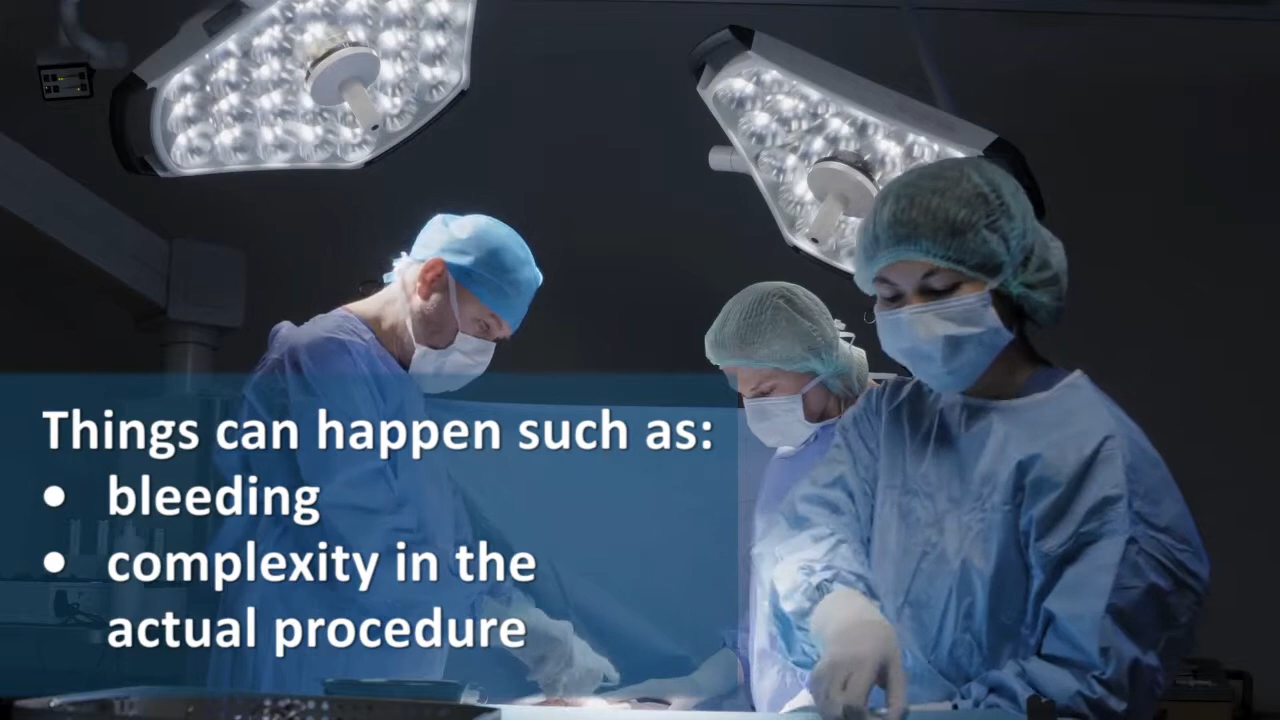 Things can happen such as:
• bleeding
• complexity in the
actual procedure